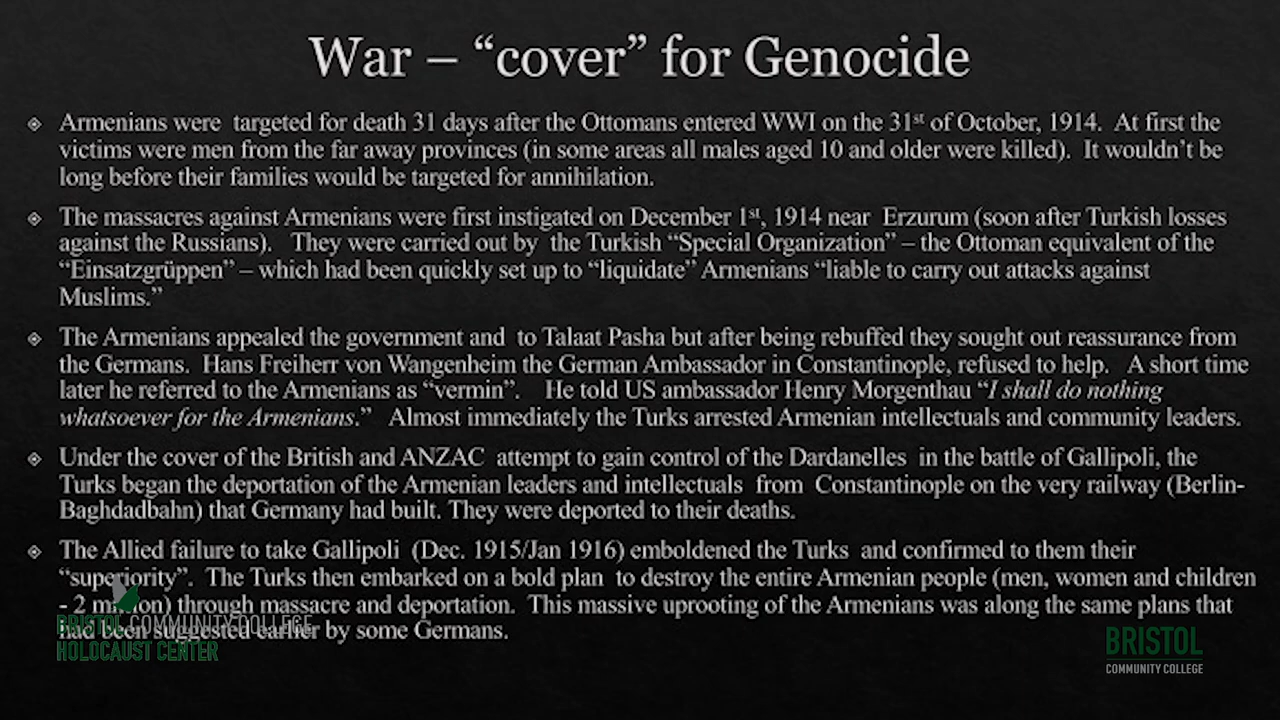 War – “cover” for Genocide
Armenians were targeted for death 31 days after the Ottomans entered WWI on the 31st of October, 1914. At first the
victims were men from the far away provinces (in some areas all males aged 10 and older were killed). It wouldn’t be
long before their families would be targeted for annihilation.
The massacres against Armenians were first instigated on December 1st, 1914 near Erzurum (soon after Turkish losses
against the Russians). They were carried out by the Turkish “Special Organization” – the Ottoman equivalent of the
“Einsatzgrüppen” – which had been quickly set up to “liquidate” Armenians “liable to carry out attacks against
Muslims.”
The Armenians appealed the government and to Talaat Pasha but after being rebuffed they sought out reassurance from
the Germans. Hans Freiherr von Wangenheim the German Ambassador in Constantinople, refused to help. A short time
later he referred to the Armenians as “vermin”. He told US ambassador Henry Morgenthau “I shall do nothing
whatsoever for the Armenians.” Almost immediately the Turks arrested Armenian intellectuals and community leaders.
Under the cover of the British and ANZAC attempt to gain control of the Dardanelles in the battle of Gallipoli, the
Turks began the deportation of the Armenian leaders and intellectuals from Constantinople on the very railway (Berlin-
Baghdadbahn) that Germany had built. They were deported to their deaths.
The Allied failure to take Gallipoli (Dec. 1915/Jan 1916) emboldened the Turks and confirmed to them their
“superiority”. The Turks then embarked on a bold plan to destroy the entire Armenian people (men, women and children
- 2 million) through massacre and deportation. This massive uprooting of the Armenians was along the same plans that
had been suggested earlier by some Germans.
BRISTOL COMMUNITY COLLEGE
HOLOCAUST CENTER
BRISTOL
COMMUNITY COLLEGE